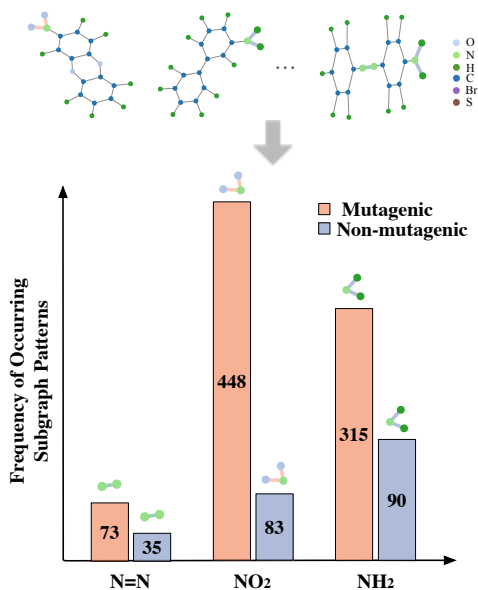 O
N
H
C
Br
S
...
Mutagenic
Non-mutagenic
Frequency of Occurring
Subgraph Patterns
448
315
73
35
83
90
N=N
NO2
NH2